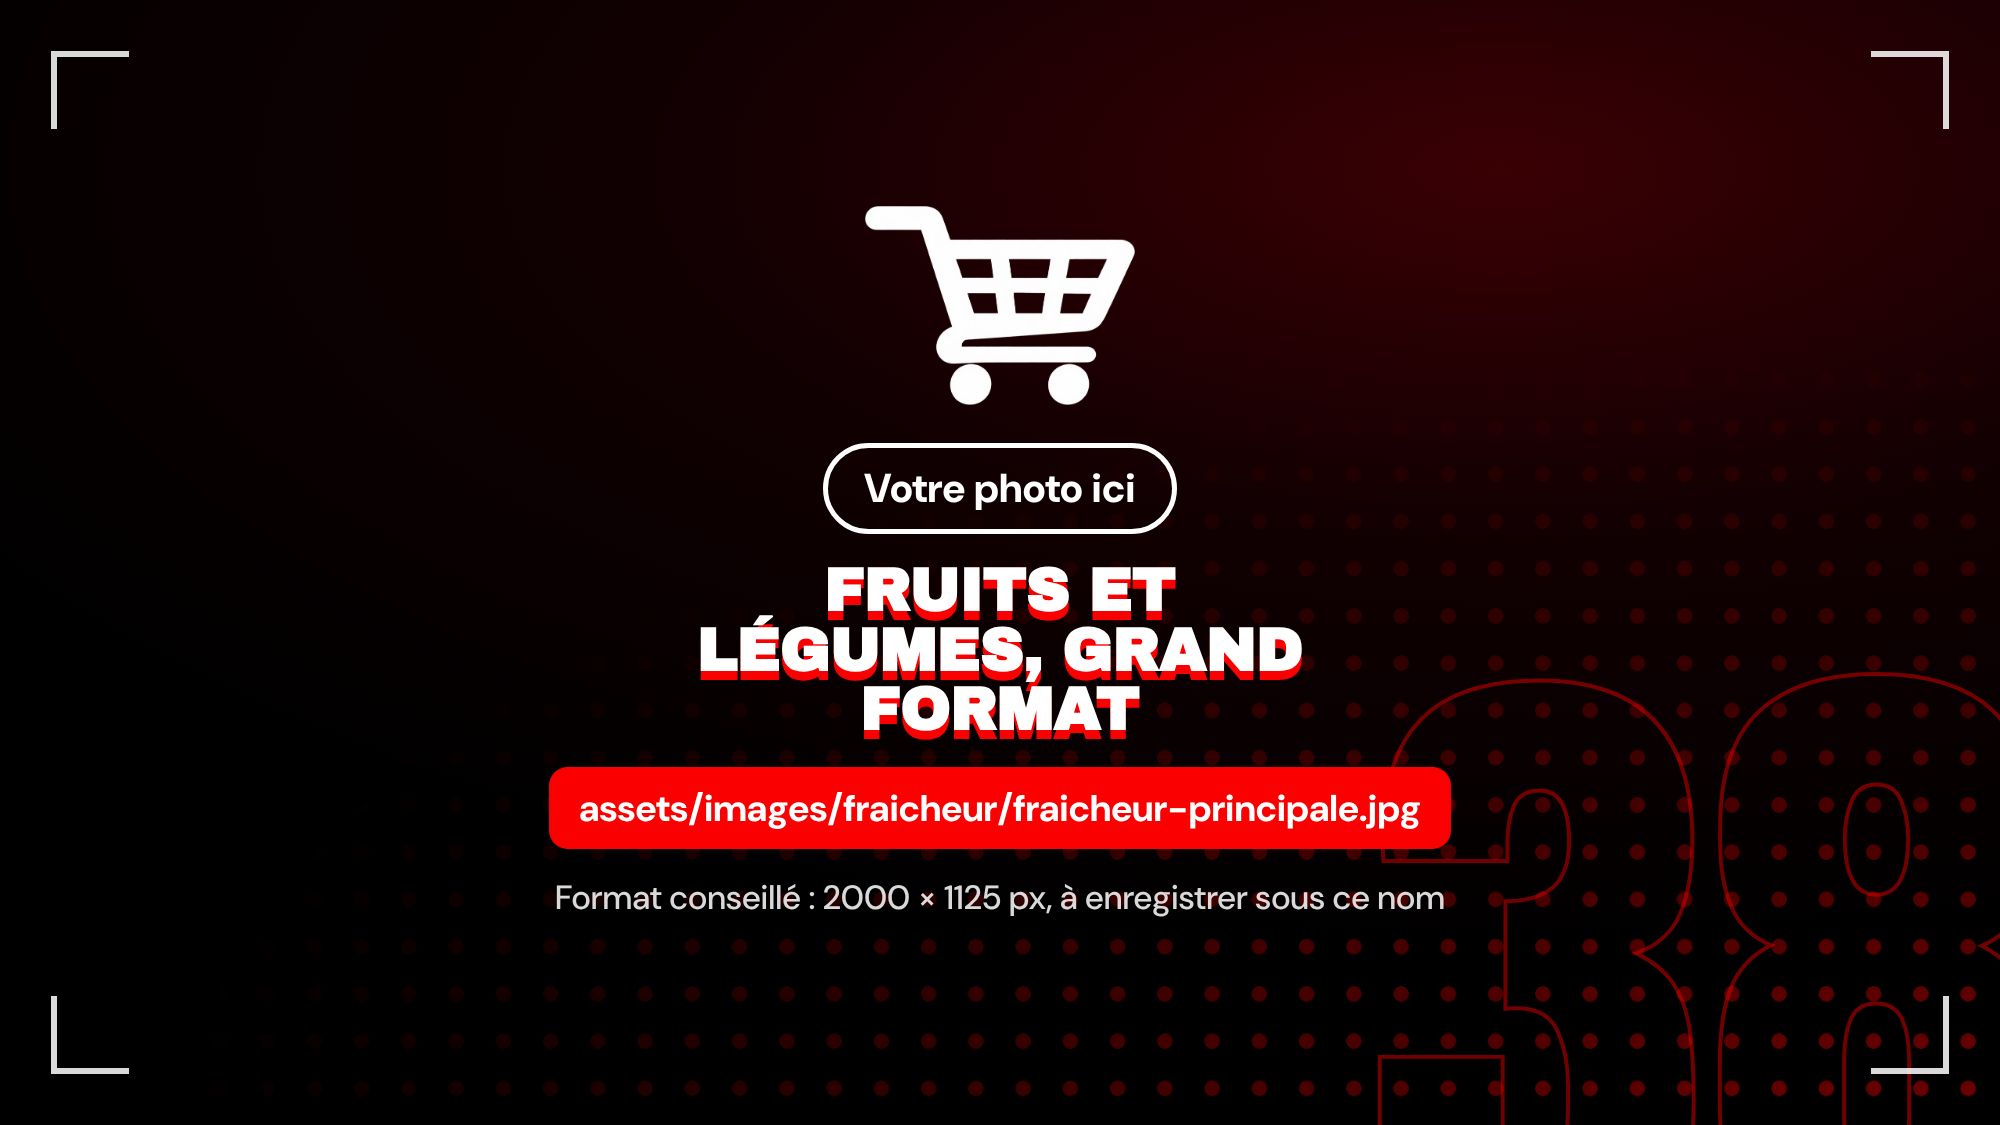 Votre photo ici
FRUITS ET
LÉGUMES, GRAND
FORMAT
assets/images/fraicheur/fraicheur-principale.jpg
Format conseillé : 2000 × 1125 px, à enregistrer sous ce nom
38